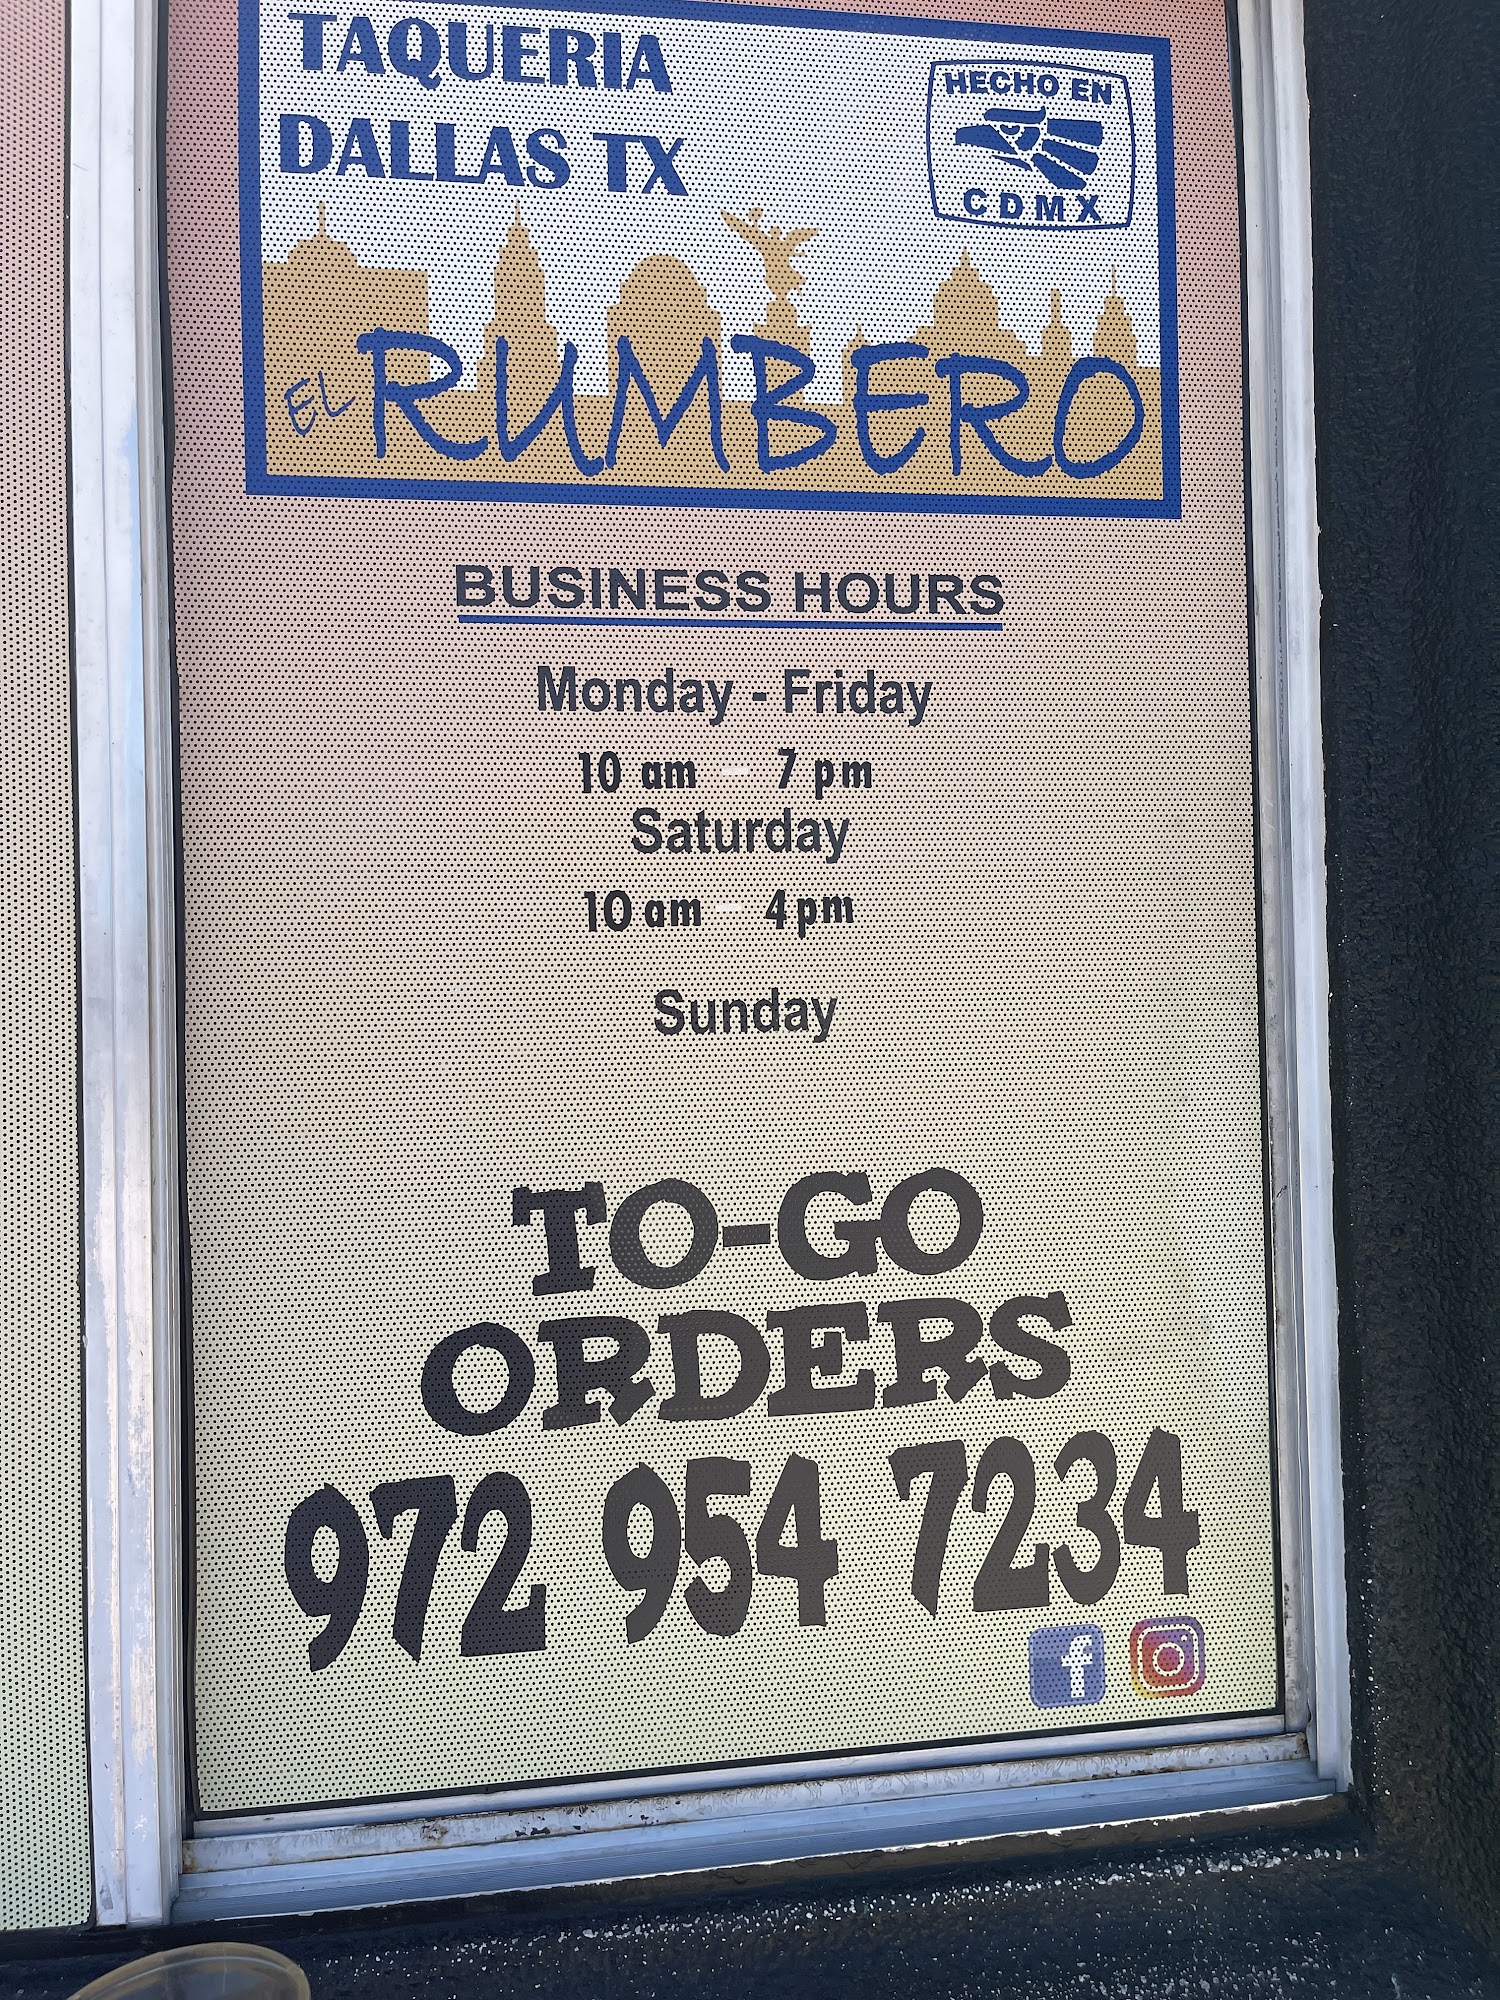 TAQUERIA
DALLAS TX
HECHO EN
CDMX
EL RUMBERO
BUSINESS HOURS
Monday - Friday
10 am - 7 pm
Saturday
10 am - 4 pm
Sunday
TO-GO
ORDERS
972 954 7234
f